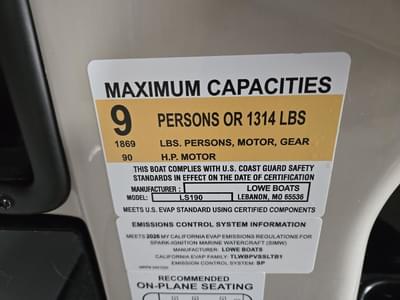 MAXIMUM CAPACITIES
9 PERSONS OR 1314 LBS
1869 LBS. PERSONS, MOTOR, GEAR
90 H.P. MOTOR
THIS BOAT COMPLIES WITH U.S. COAST GUARD SAFETY
STANDARDS IN EFFECT ON THE DATE OF CERTIFICATION
MANUFACTURER: LOWE BOATS
MODEL: LS190 LEBANON, MO 65536
MEETS U.S. EVAP STANDARD USING CERTIFIED COMPONENTS
EMISSIONS CONTROL SYSTEM INFORMATION
MEETS 2026 MY CALIFORNIA EVAP EMISSIONS REGULATIONS FOR
SPARK-IGNITION MARINE WATERCRAFT (SIMW)
MANUFACTURER: LOWE BOATS
CALIFORNIA EVAP FAMILY: TLWBPVSSLTB1
EMISSION CONTROL SYSTEM: SP
RECOMMENDED
ON-PLANE SEATING